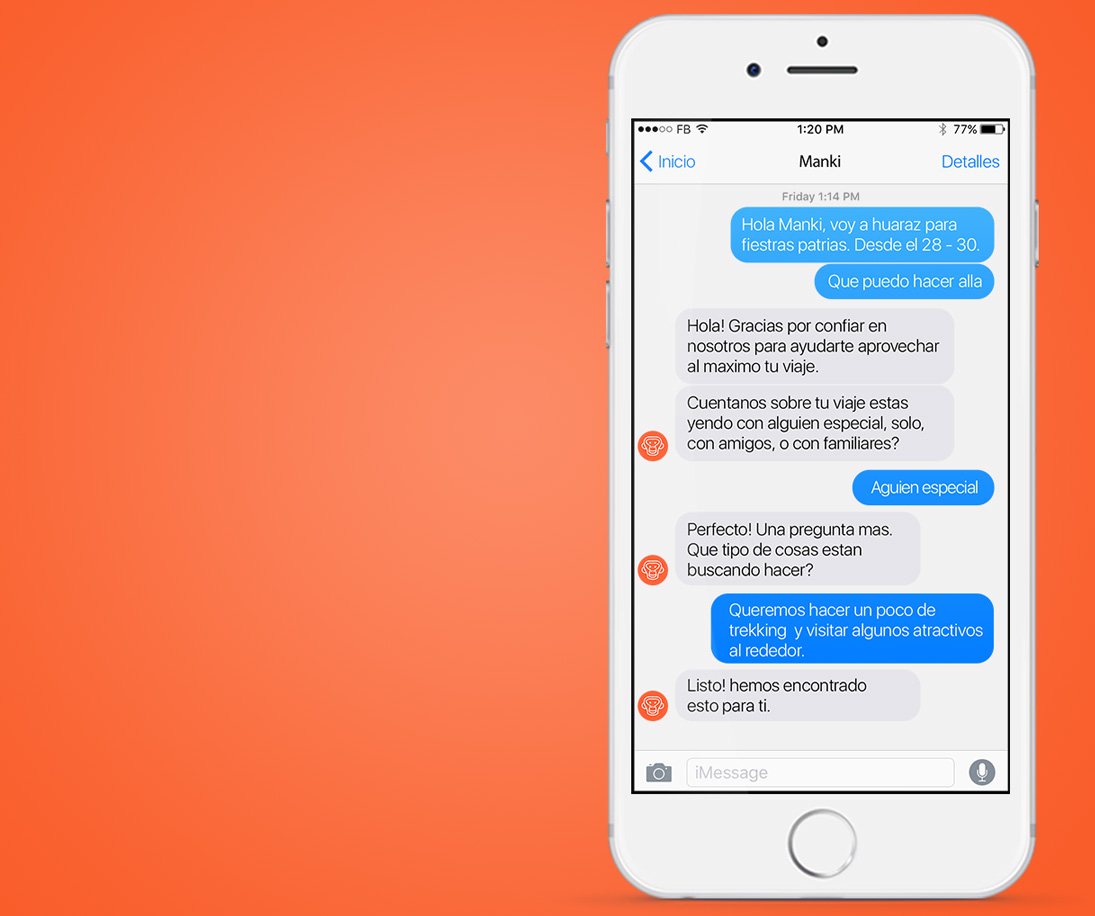 FB 1:20 PM 77%
Inicio Manki Detalles
Friday 1:14 PM
Hola Manki, voy a huaraz para
fiestras patrias. Desde el 28 - 30.
Que puedo hacer alla
Hola! Gracias por confiar en
nosotros para ayudarte aprovechar
al maximo tu viaje.
Cuentanos sobre tu viaje estas
yendo con alguien especial, solo,
con amigos, o con familiares?
Aguien especial
Perfecto! Una pregunta mas.
Que tipo de cosas estan
buscando hacer?
Queremos hacer un poco de
trekking  y visitar algunos atractivos
al rededor.
Listo! hemos encontrado
esto para ti.
iMessage